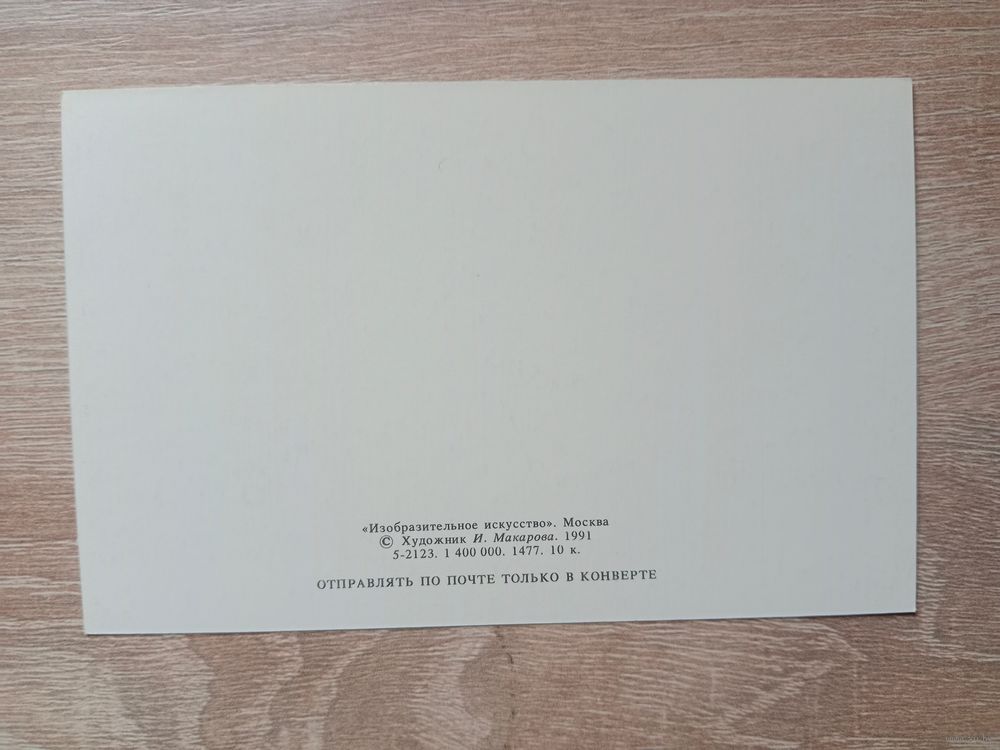 «Изобразительное искусство». Москва
© Художник И. Макарова. 1991
5-2123. 1 400 000. 1477. 10 к.
ОТПРАВЛЯТЬ ПО ПОЧТЕ ТОЛЬКО В КОНВЕРТЕ